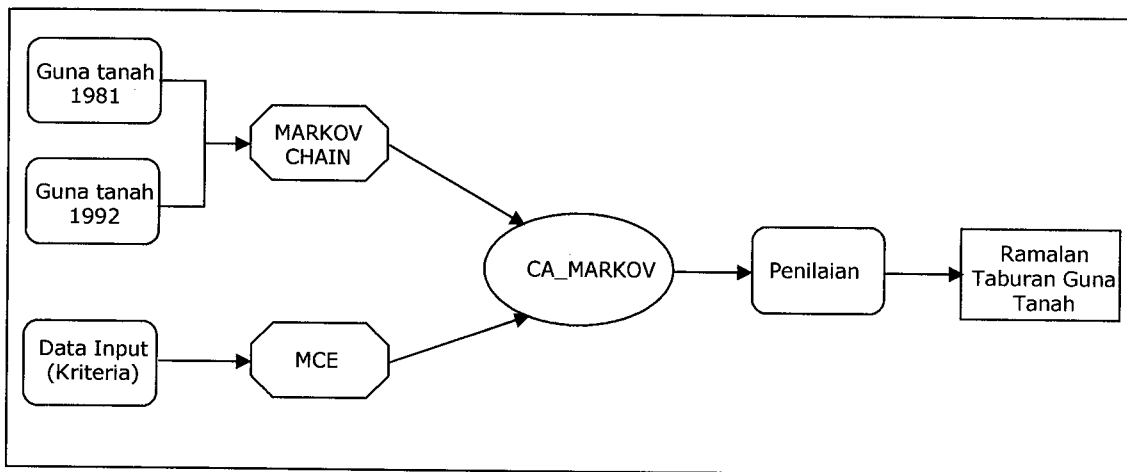 Guna tanah
1981
Guna tanah
1992
MARKOV
CHAIN
Data Input
(Kriteria)
MCE
CA_MARKOV
Penilaian
Ramalan
Taburan Guna
Tanah